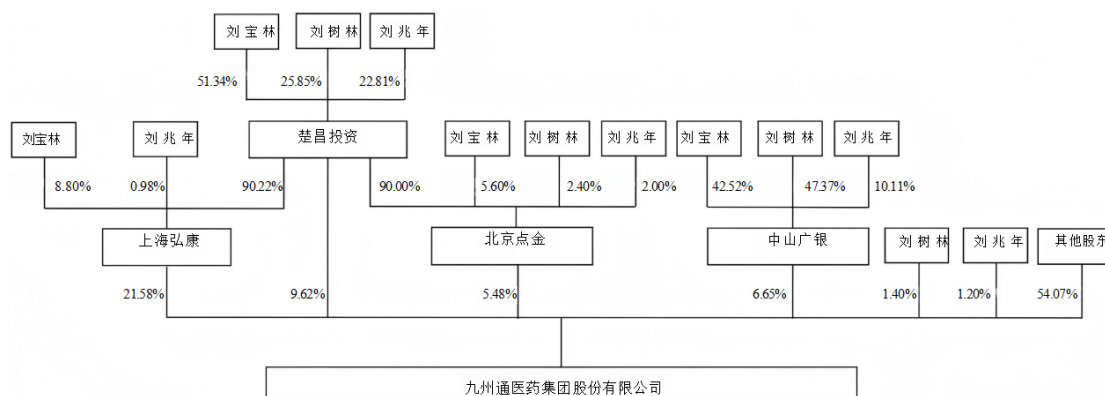 刘宝林 刘树林 刘兆年
51.34% 25.85% 22.81%
刘宝林 刘兆年 楚昌投资 刘宝林 刘树林 刘兆年 刘宝林 刘树林 刘兆年
8.80% 0.98% 90.22% 90.00% 5.60% 2.40% 2.00% 42.52% 47.37% 10.11%
上海弘康 北京点金 中山广银 刘树林 刘兆年 其他股东
21.58% 9.62% 5.48% 6.65% 1.40% 1.20% 54.07%
九州通医药集团股份有限公司